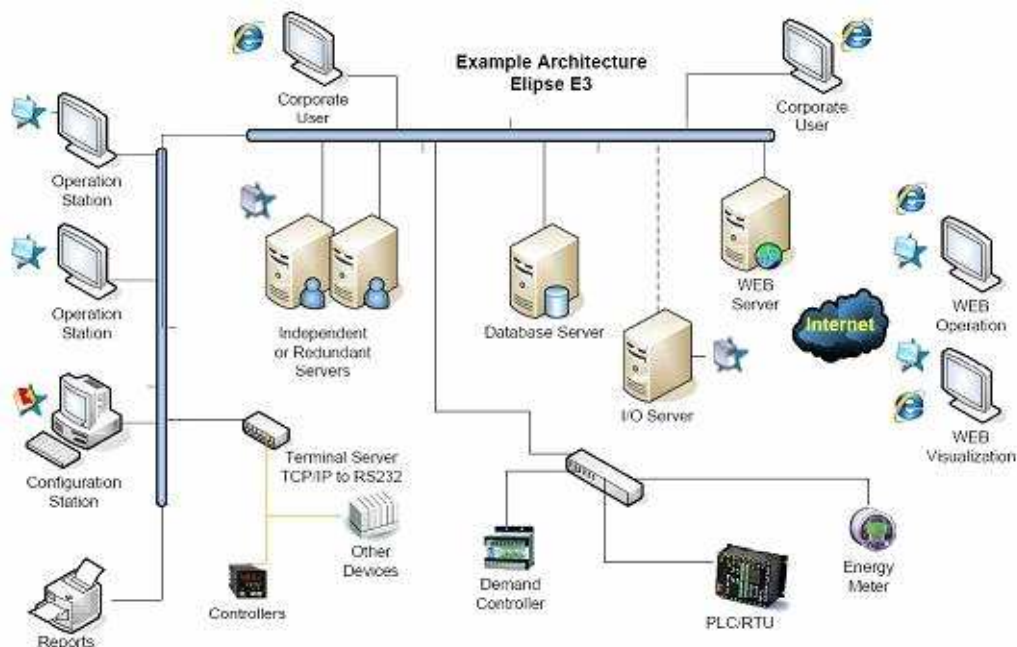 Example Architecture
Elipse E3
Corporate
User
Corporate
User
Operation
Station
Operation
Station
Independent
or Redundant
Servers
Database Server
WEB
Server
I/O Server
Internet
WEB
Operation
WEB
Visualization
Configuration
Station
Terminal Server
TCP/IP to RS232
Other
Devices
Controllers
Reports
Demand
Controller
PLC/RTU
Energy
Meter